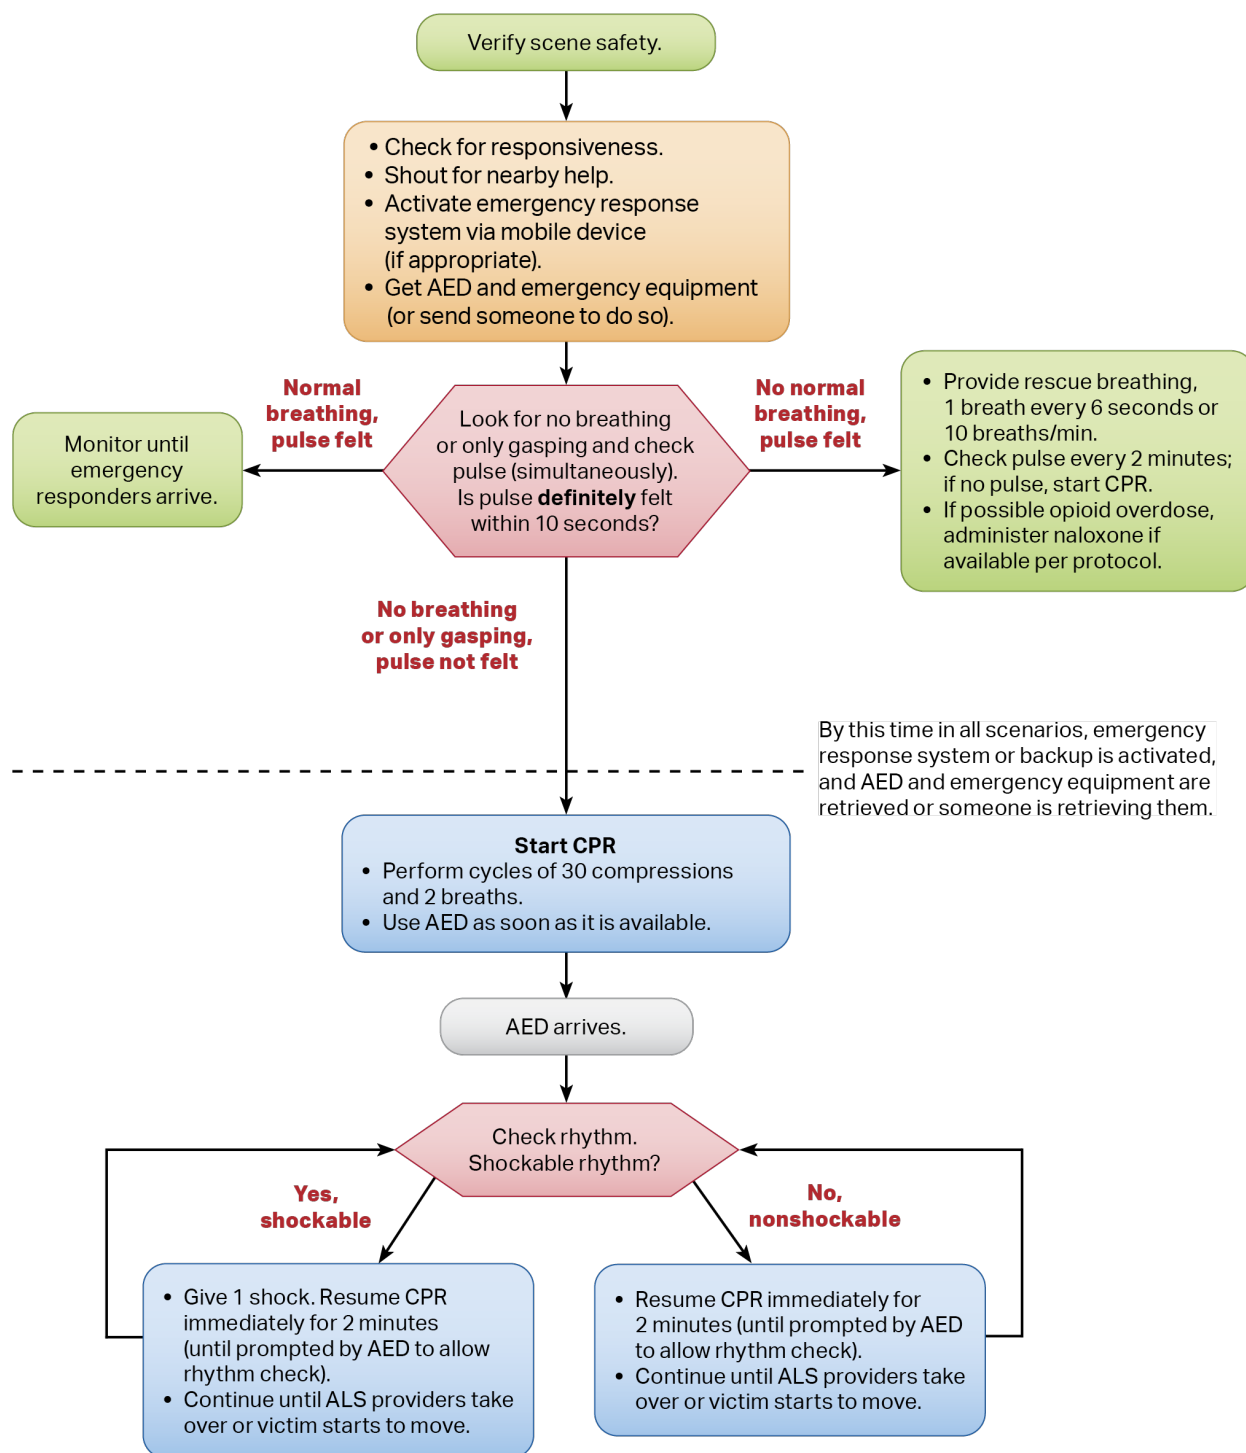 Verify scene safety.
• Check for responsiveness.
• Shout for nearby help.
• Activate emergency response
system via mobile device
(if appropriate).
• Get AED and emergency equipment
(or send someone to do so).
Normal
breathing,
pulse felt
Monitor until
emergency
responders arrive.
Look for no breathing
or only gasping and check
pulse (simultaneously).
Is pulse definitely felt
within 10 seconds?
No normal
breathing,
pulse felt
• Provide rescue breathing,
1 breath every 6 seconds or
10 breaths/min.
• Check pulse every 2 minutes;
if no pulse, start CPR.
• If possible opioid overdose,
administer naloxone if
available per protocol.
No breathing
or only gasping,
pulse not felt
By this time in all scenarios, emergency
response system or backup is activated,
and AED and emergency equipment are
retrieved or someone is retrieving them.
Start CPR
• Perform cycles of 30 compressions
and 2 breaths.
• Use AED as soon as it is available.
AED arrives.
Check rhythm.
Shockable rhythm?
Yes,
shockable
No,
nonshockable
• Give 1 shock. Resume CPR
immediately for 2 minutes
(until prompted by AED to allow
rhythm check).
• Continue until ALS providers take
over or victim starts to move.
• Resume CPR immediately for
2 minutes (until prompted by AED
to allow rhythm check).
• Continue until ALS providers take
over or victim starts to move.